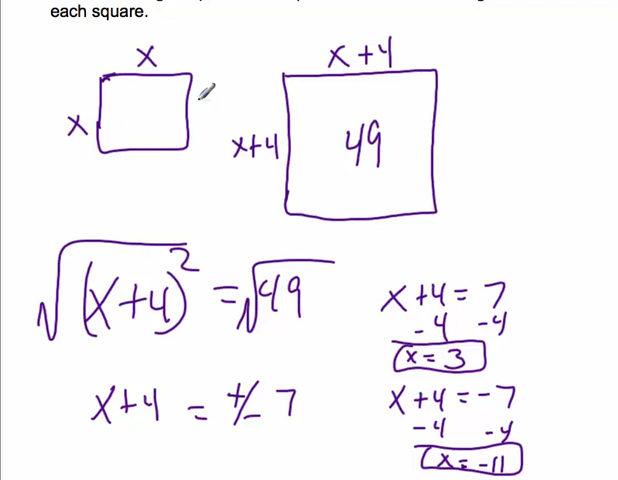 each square.
x
x + 4
x
x+4
49
√(x+4)² = √49
x+4 = +/- 7
x+4 = 7
-4 -4
x = 3
x+4 = -7
-4 -4
x = -11